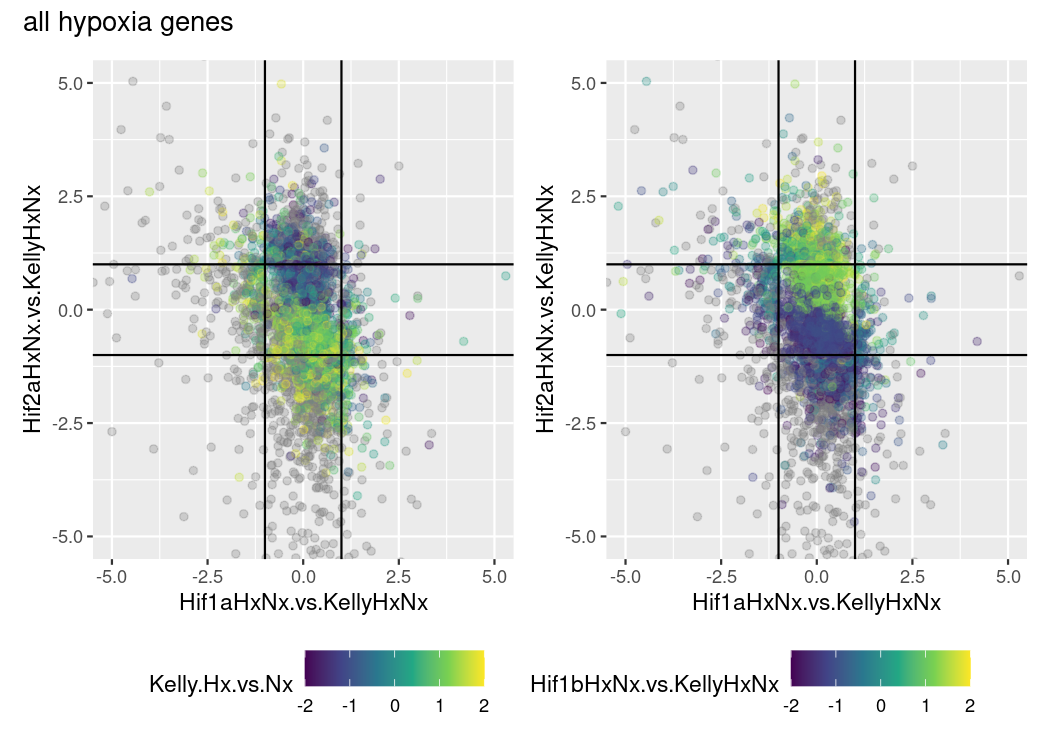 all hypoxia genes
Hif2aHxNx.vs.KellyHxNx
5.0
2.5
0.0
-2.5
-5.0
-5.0 -2.5 0.0 2.5 5.0
Hif1aHxNx.vs.KellyHxNx
Hif2aHxNx.vs.KellyHxNx
5.0
2.5
0.0
-2.5
-5.0
-5.0 -2.5 0.0 2.5 5.0
Hif1aHxNx.vs.KellyHxNx
Kelly.Hx.vs.Nx
-2 -1 0 1 2
Hif1bHxNx.vs.KellyHxNx
-2 -1 0 1 2